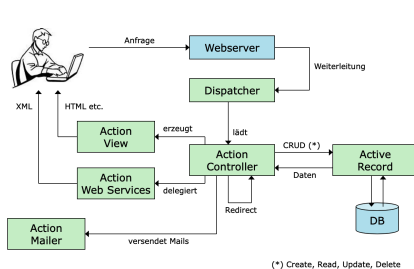 Anfrage
Webserver
Weiterleitung
Dispatcher
XML
HTML etc.
lädt
Action
View
erzeugt
CRUD (*)
Action
Controller
Active
Record
Daten
Action
Web Services
delegiert
Redirect
DB
Action
Mailer
versendet Mails
(*) Create, Read, Update, Delete